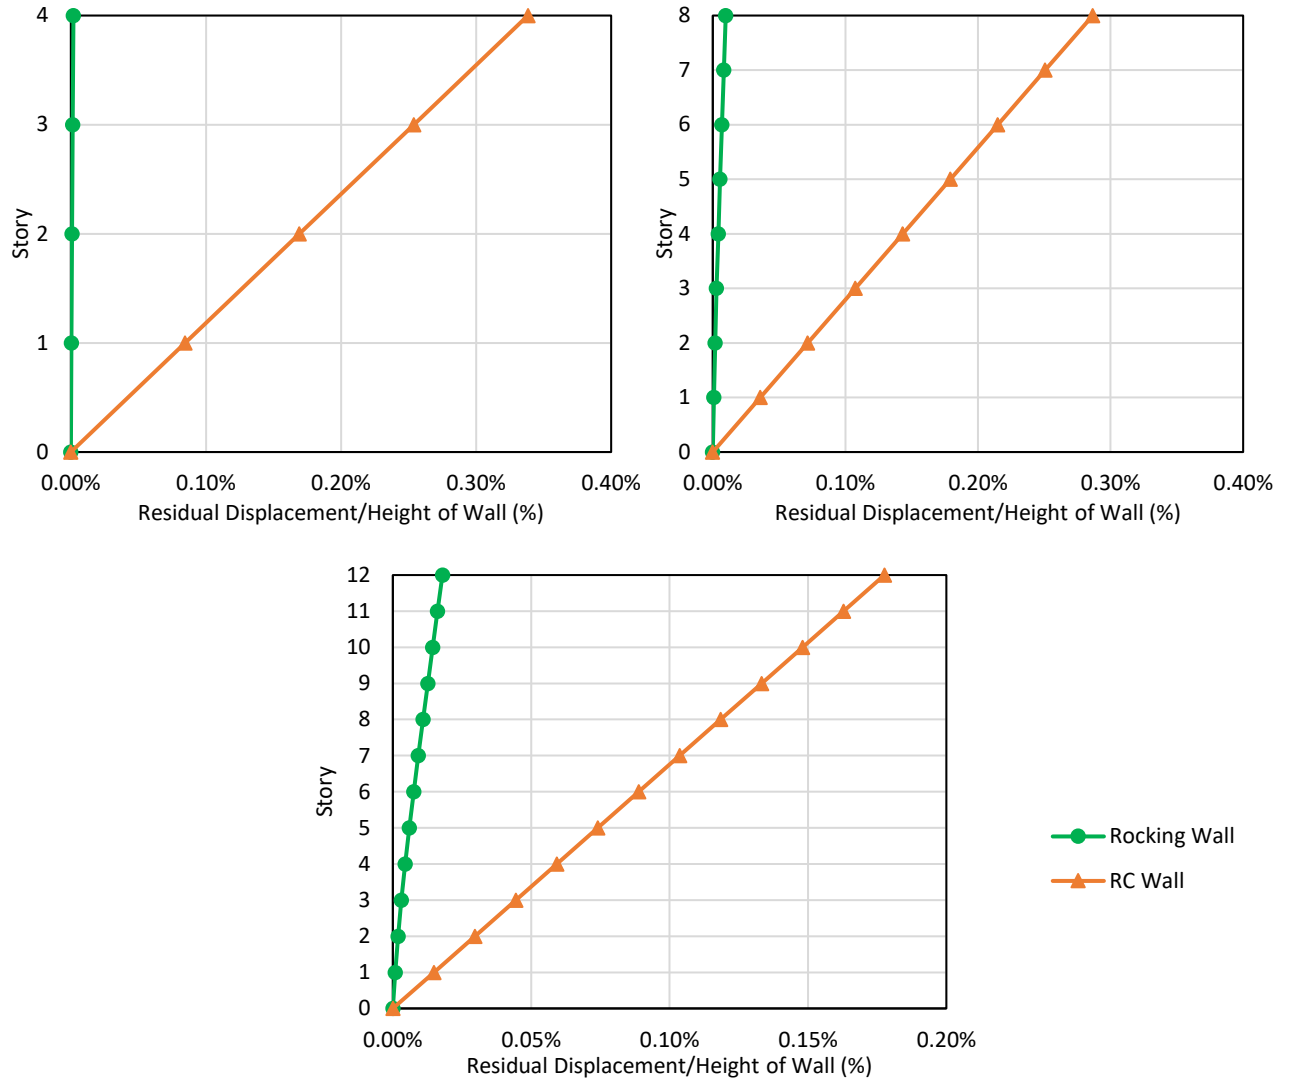 4
3
2
1
0
Story
0.00% 0.10% 0.20% 0.30% 0.40%
Residual Displacement/Height of Wall (%)
8
7
6
5
4
3
2
1
0
Story
0.00% 0.10% 0.20% 0.30% 0.40%
Residual Displacement/Height of Wall (%)
12
11
10
9
8
7
6
5
4
3
2
1
0
Story
0.00% 0.05% 0.10% 0.15% 0.20%
Residual Displacement/Height of Wall (%)
Rocking Wall
RC Wall